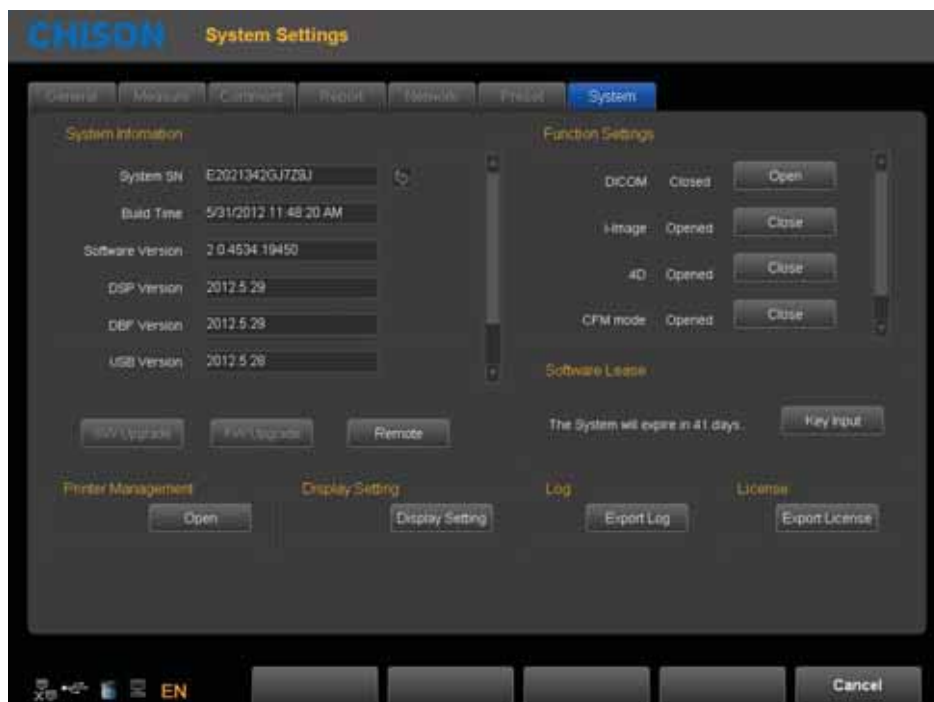 CHISON System Settings
General Measure Comment Report Network Preset System
System Infomation
System SN E2021342GJ7Z9J
Build Time 5/31/2012 11:48:20 AM
Software Version 2.0.4534.19450
DSP Version 2012.5.29
DBF Version 2012.5.29
USB Version 2012.5.28
SW Upgrade FW Upgrade Remote
Printer Management
Open
Display Setting
Display Setting
Function Settings
DICOM Closed Open
i-Image Opened Close
4D Opened Close
CFM mode Opened Close
Software Lease
The System will expire in 41 days. Key Input
Log
Export Log
License
Export License
EN
Cancel